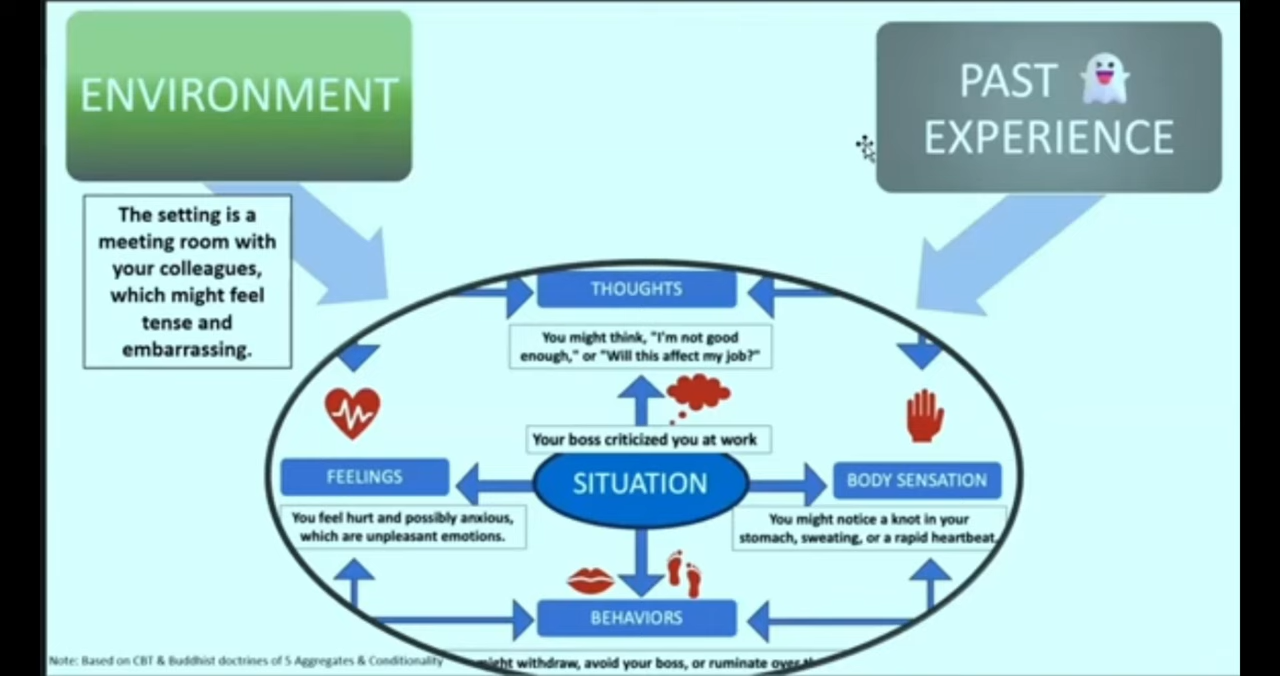 ENVIRONMENT
PAST 👻
EXPERIENCE
The setting is a
meeting room with
your colleagues,
which might feel
tense and
embarrassing.
THOUGHTS
You might think, "I'm not good
enough," or "Will this affect my job?"
Your boss criticized you at work
SITUATION
FEELINGS
You feel hurt and possibly anxious,
which are unpleasant emotions.
BODY SENSATION
You might notice a knot in your
stomach, sweating, or a rapid heartbeat.
BEHAVIORS
might withdraw, avoid your boss, or ruminate over
Note: Based on CBT & Buddhist doctrines of 5 Aggregates & Conditionality